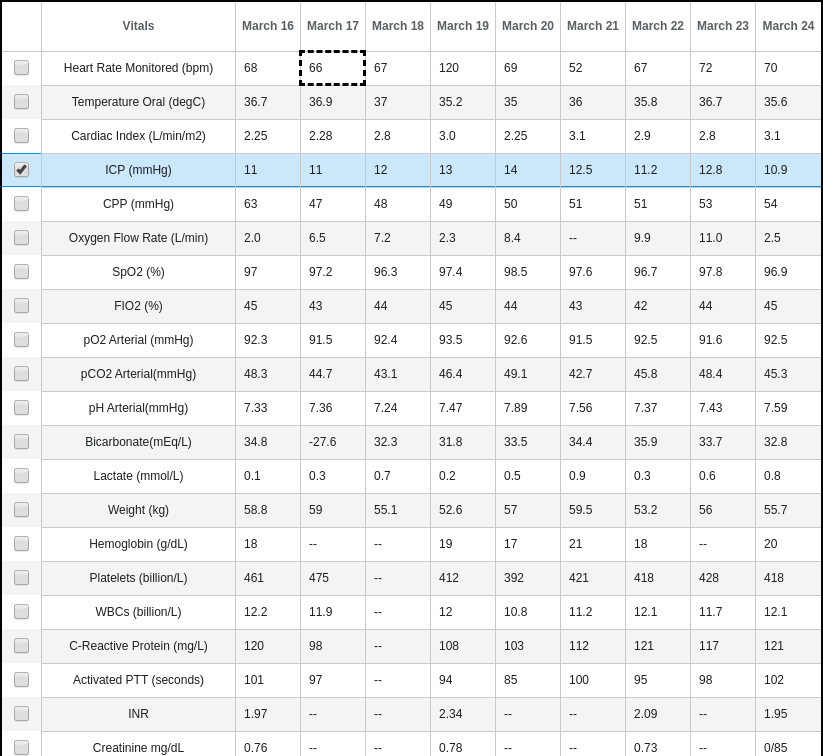 Vitals March 16 March 17 March 18 March 19 March 20 March 21 March 22 March 23 March 24
Heart Rate Monitored (bpm) 68 66 67 120 69 52 67 72 70
Temperature Oral (degC) 36.7 36.9 37 35.2 35 36 35.8 36.7 35.6
Cardiac Index (L/min/m2) 2.25 2.28 2.8 3.0 2.25 3.1 2.9 2.8 3.1
ICP (mmHg) 11 11 12 13 14 12.5 11.2 12.8 10.9
CPP (mmHg) 63 47 48 49 50 51 51 53 54
Oxygen Flow Rate (L/min) 2.0 6.5 7.2 2.3 8.4 -- 9.9 11.0 2.5
SpO2 (%) 97 97.2 96.3 97.4 98.5 97.6 96.7 97.8 96.9
FIO2 (%) 45 43 44 45 44 43 42 44 45
pO2 Arterial (mmHg) 92.3 91.5 92.4 93.5 92.6 91.5 92.5 91.6 92.5
pCO2 Arterial(mmHg) 48.3 44.7 43.1 46.4 49.1 42.7 45.8 48.4 45.3
pH Arterial(mmHg) 7.33 7.36 7.24 7.47 7.89 7.56 7.37 7.43 7.59
Bicarbonate(mEq/L) 34.8 -27.6 32.3 31.8 33.5 34.4 35.9 33.7 32.8
Lactate (mmol/L) 0.1 0.3 0.7 0.2 0.5 0.9 0.3 0.6 0.8
Weight (kg) 58.8 59 55.1 52.6 57 59.5 53.2 56 55.7
Hemoglobin (g/dL) 18 -- -- 19 17 21 18 -- 20
Platelets (billion/L) 461 475 -- 412 392 421 418 428 418
WBCs (billion/L) 12.2 11.9 -- 12 10.8 11.2 12.1 11.7 12.1
C-Reactive Protein (mg/L) 120 98 -- 108 103 112 121 117 121
Activated PTT (seconds) 101 97 -- 94 85 100 95 98 102
INR 1.97 -- -- 2.34 -- -- 2.09 -- 1.95
Creatinine mg/dL 0.76 -- -- 0.78 -- -- 0.73 -- 0/85